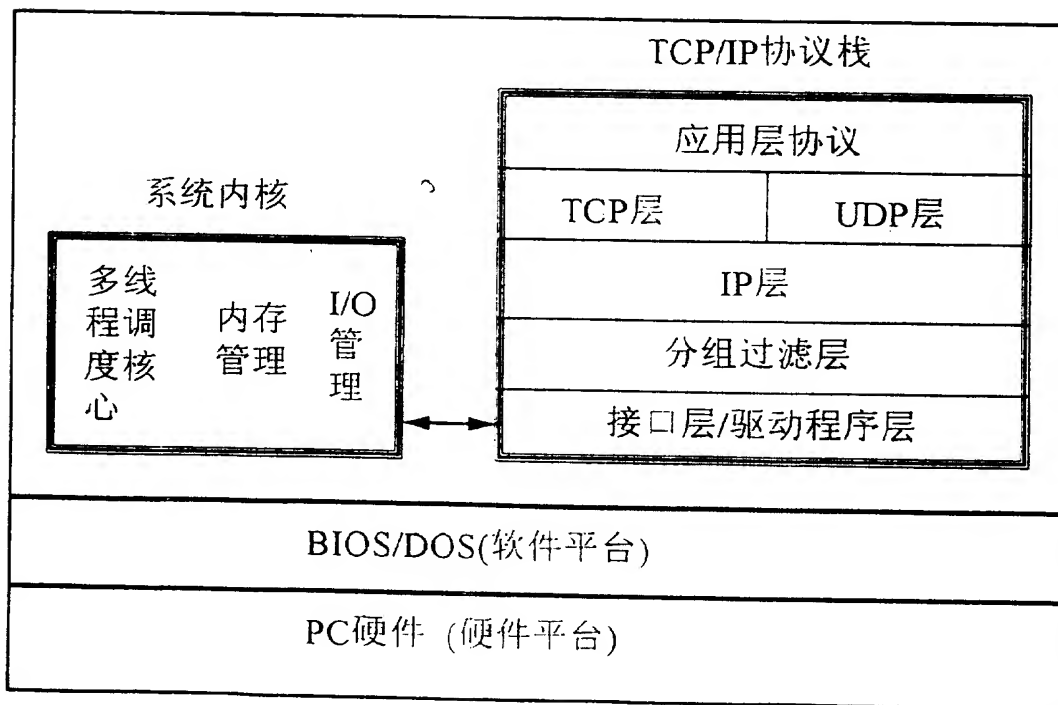 TCP/IP协议栈
应用层协议
TCP层 UDP层
IP层
分组过滤层
接口层/驱动程序层
系统内核
多线
程调
度核
心
内存
管理
I/O
管
理
BIOS/DOS(软件平台)
PC硬件 (硬件平台)